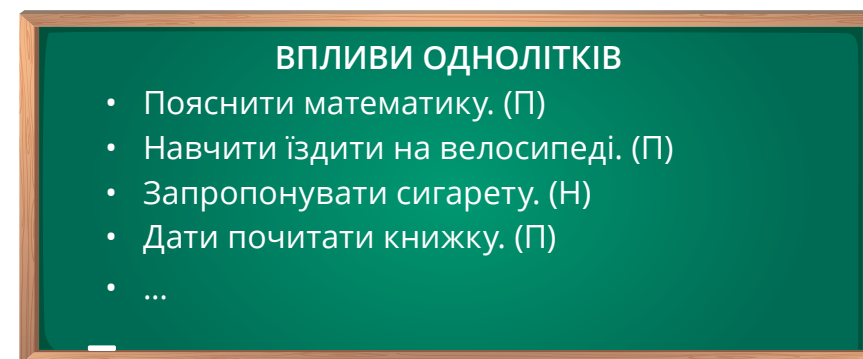 ВПЛИВИ ОДНОЛІТКІВ
• Пояснити математику. (П)
• Навчити їздити на велосипеді. (П)
• Запропонувати сигарету. (Н)
• Дати почитати книжку. (П)
• ...